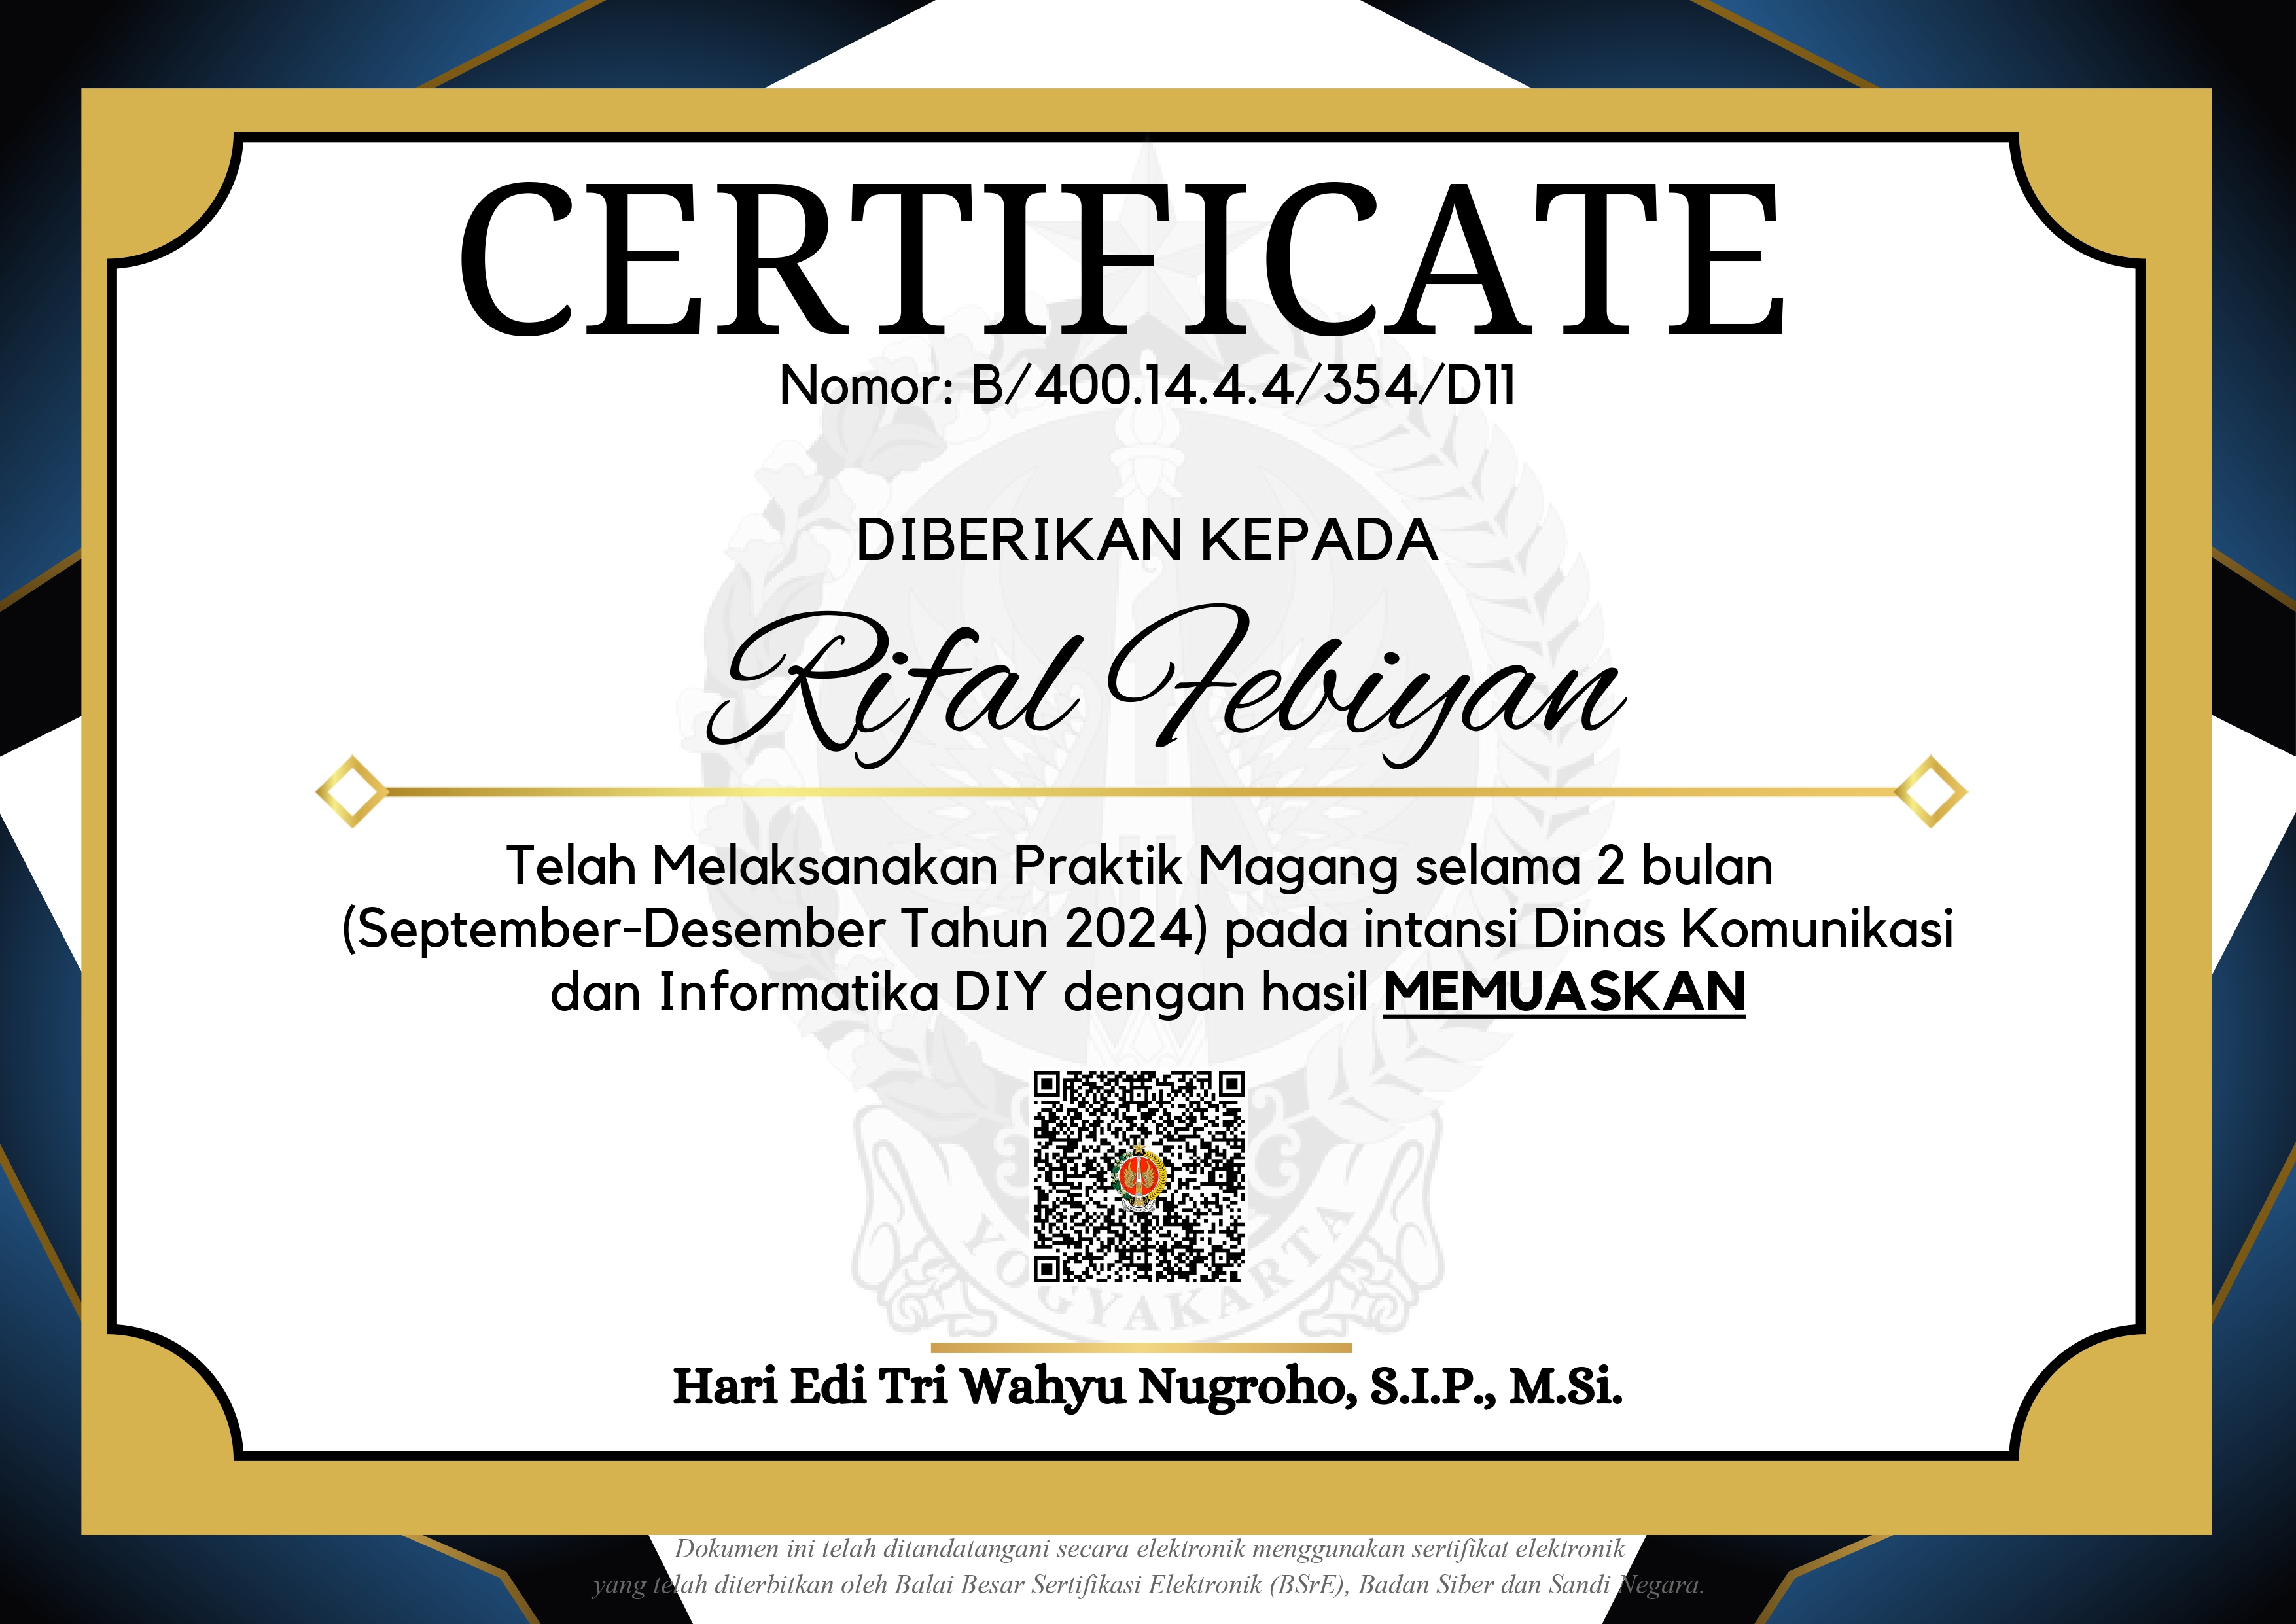 CERTIFICATE
Nomor: B/400.14.4.4/354/D11
DIBERIKAN KEPADA
Rifal Febiyan
Telah Melaksanakan Praktik Magang selama 2 bulan
(September-Desember Tahun 2024) pada intansi Dinas Komunikasi
dan Informatika DIY dengan hasil MEMUASKAN
YOGYAKARTA
Hari Edi Tri Wahyu Nugroho, S.I.P., M.Si.
Dokumen ini telah ditandatangani secara elektronik menggunakan sertifikat elektronik
yang telah diterbitkan oleh Balai Besar Sertifikasi Elektronik (BSrE), Badan Siber dan Sandi Negara.